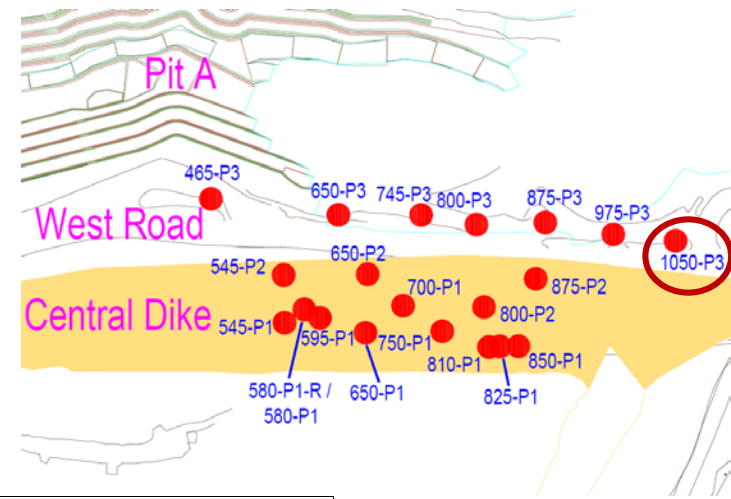 Pit A
465-P3
650-P3
745-P3
800-P3
875-P3
975-P3
West Road
1050-P3
545-P2
650-P2
875-P2
700-P1
800-P2
Central Dike
545-P1
595-P1
750-P1
810-P1
850-P1
580-P1-R /
580-P1
650-P1
825-P1